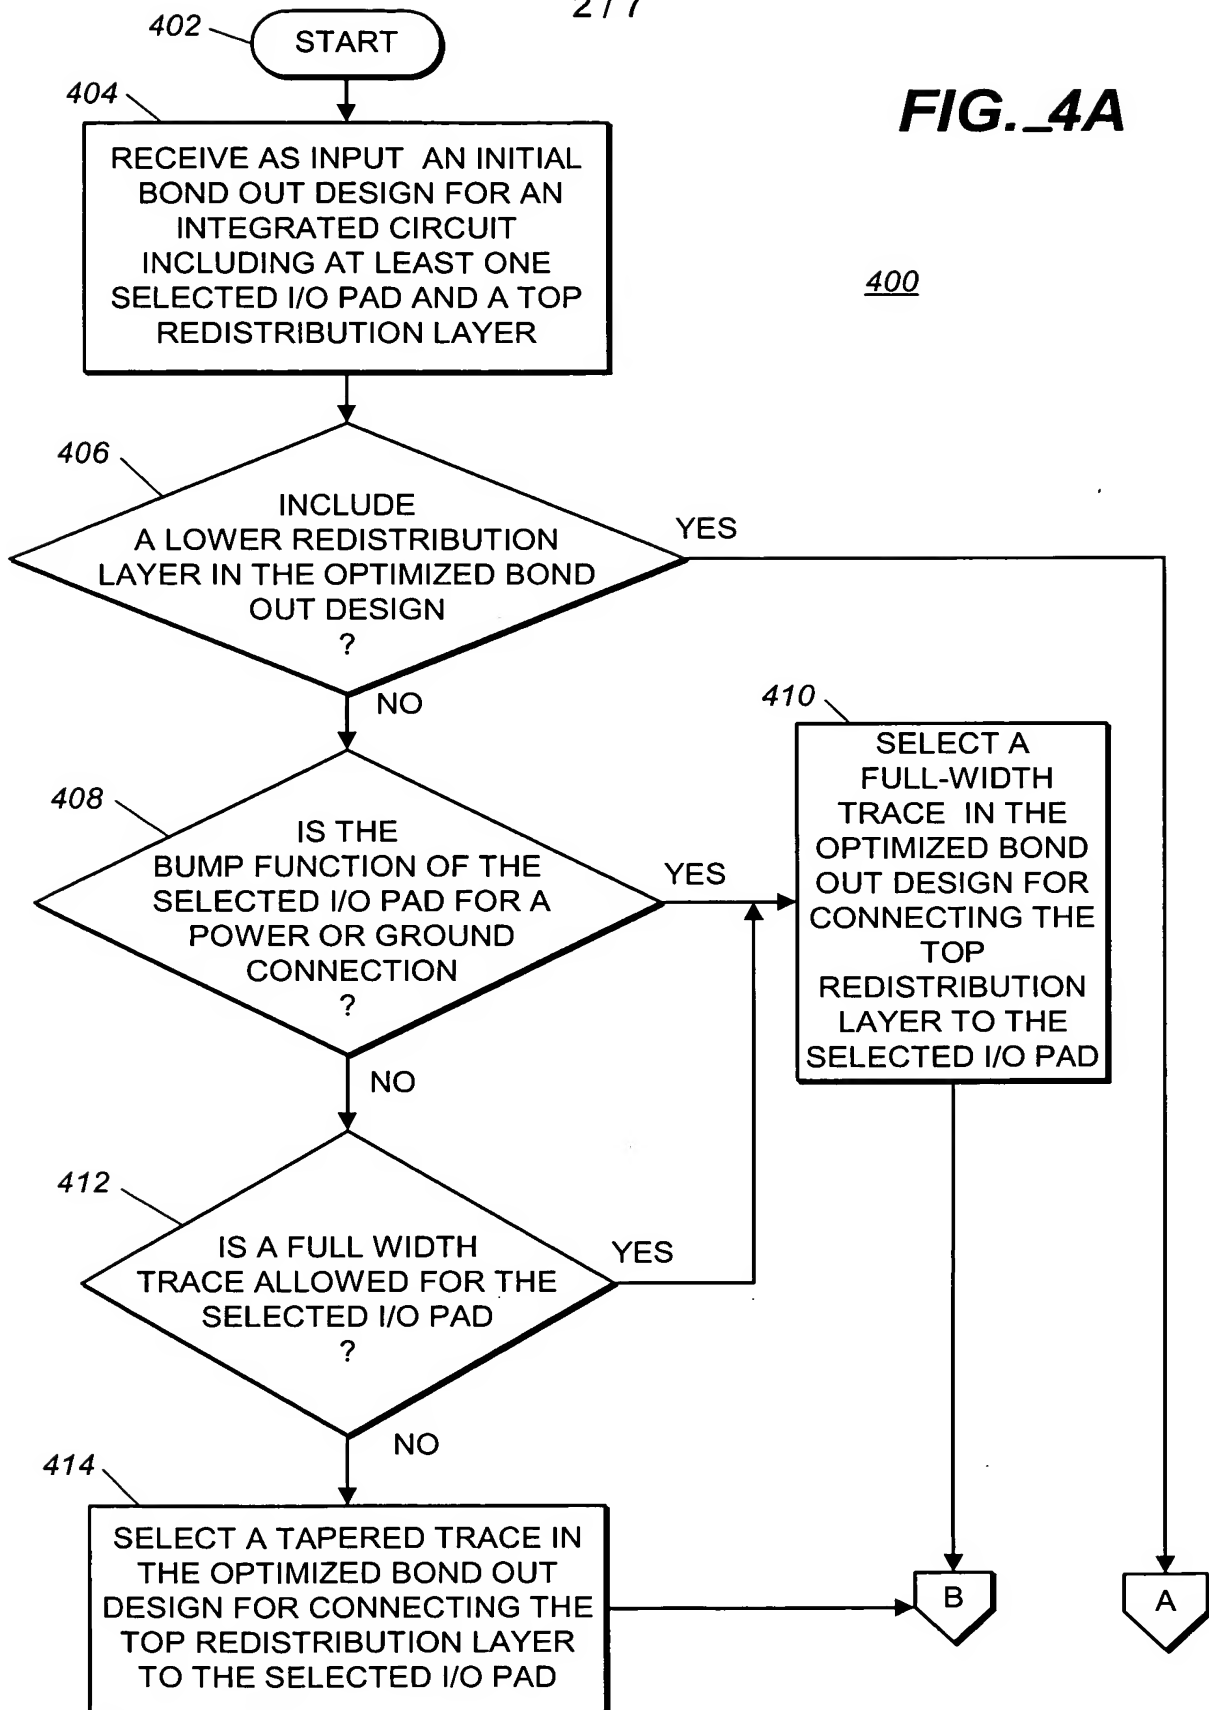 2 / 7
402
START
FIG._4A
404
RECEIVE AS INPUT AN INITIAL
BOND OUT DESIGN FOR AN
INTEGRATED CIRCUIT
INCLUDING AT LEAST ONE
SELECTED I/O PAD AND A TOP
REDISTRIBUTION LAYER
400
406
INCLUDE
A LOWER REDISTRIBUTION
LAYER IN THE OPTIMIZED BOND
OUT DESIGN
?
YES
NO
408
IS THE
BUMP FUNCTION OF THE
SELECTED I/O PAD FOR A
POWER OR GROUND
CONNECTION
?
YES
NO
410
SELECT A
FULL-WIDTH
TRACE IN THE
OPTIMIZED BOND
OUT DESIGN FOR
CONNECTING THE
TOP
REDISTRIBUTION
LAYER TO THE
SELECTED I/O PAD
412
IS A FULL WIDTH
TRACE ALLOWED FOR THE
SELECTED I/O PAD
?
YES
NO
414
SELECT A TAPERED TRACE IN
THE OPTIMIZED BOND OUT
DESIGN FOR CONNECTING THE
TOP REDISTRIBUTION LAYER
TO THE SELECTED I/O PAD
B
A